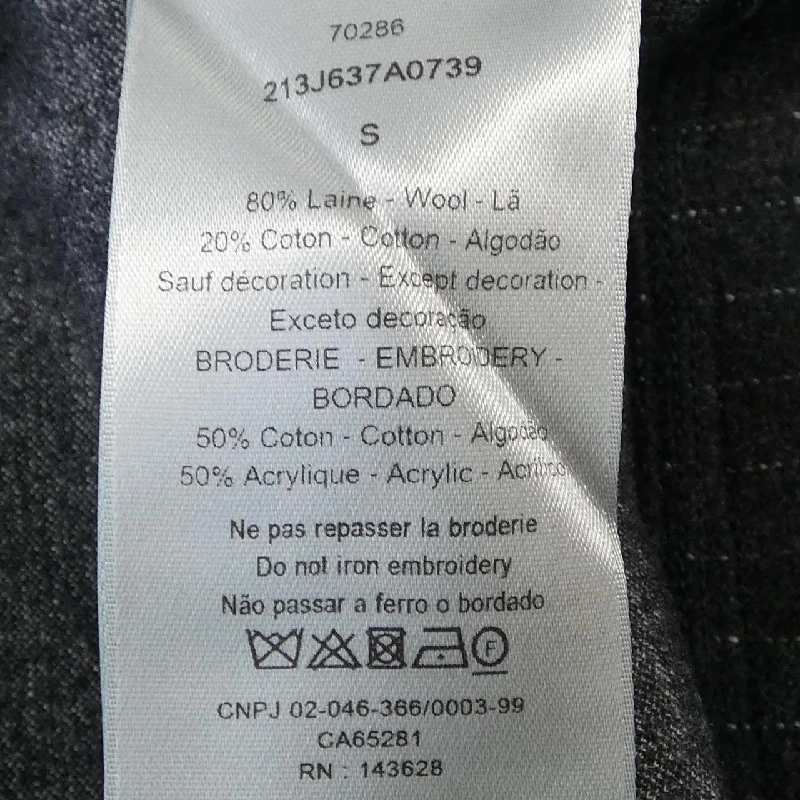 70286
213J637A0739
S
80% Laine - Wool - Lã
20% Coton - Cotton - Algodão
Sauf décoration - Except decoration -
Exceto decoração
BRODERIE - EMBRODERY -
BORDADO
50% Coton - Cotton - Algodão
50% Acrylique - Acrylic - Acrílico
Ne pas repasser la broderie
Do not iron embroidery
Não passar a ferro o bordado
F
CNPJ 02-046-366/0003-99
CA65281
RN : 143628